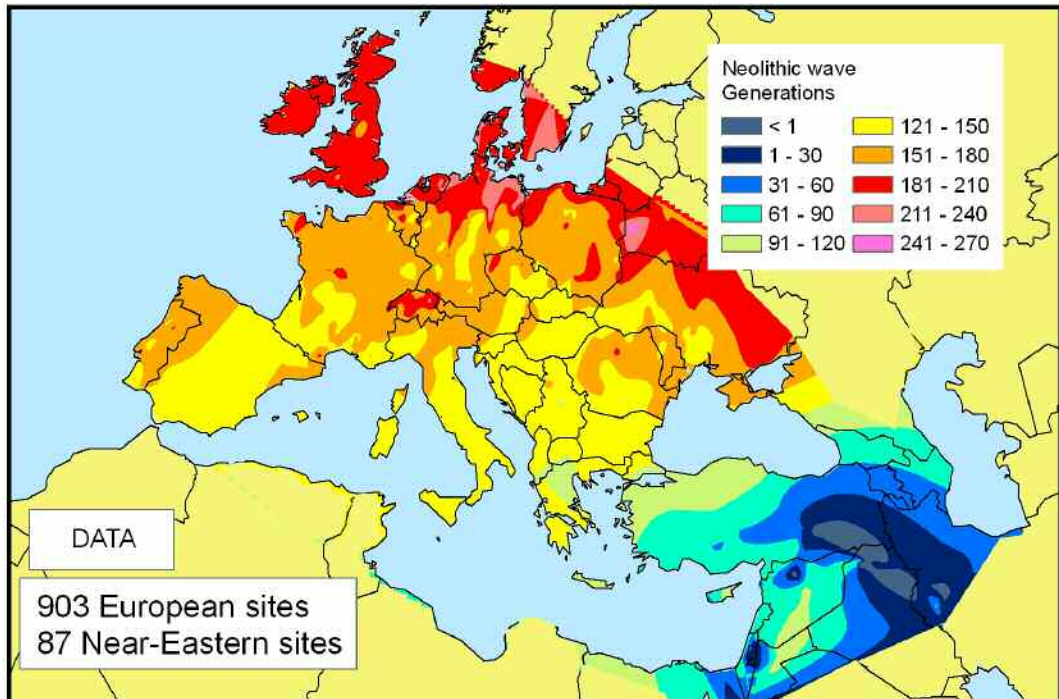 Neolithic wave
Generations
< 1
1 - 30
31 - 60
61 - 90
91 - 120
121 - 150
151 - 180
181 - 210
211 - 240
241 - 270
DATA
903 European sites
87 Near-Eastern sites